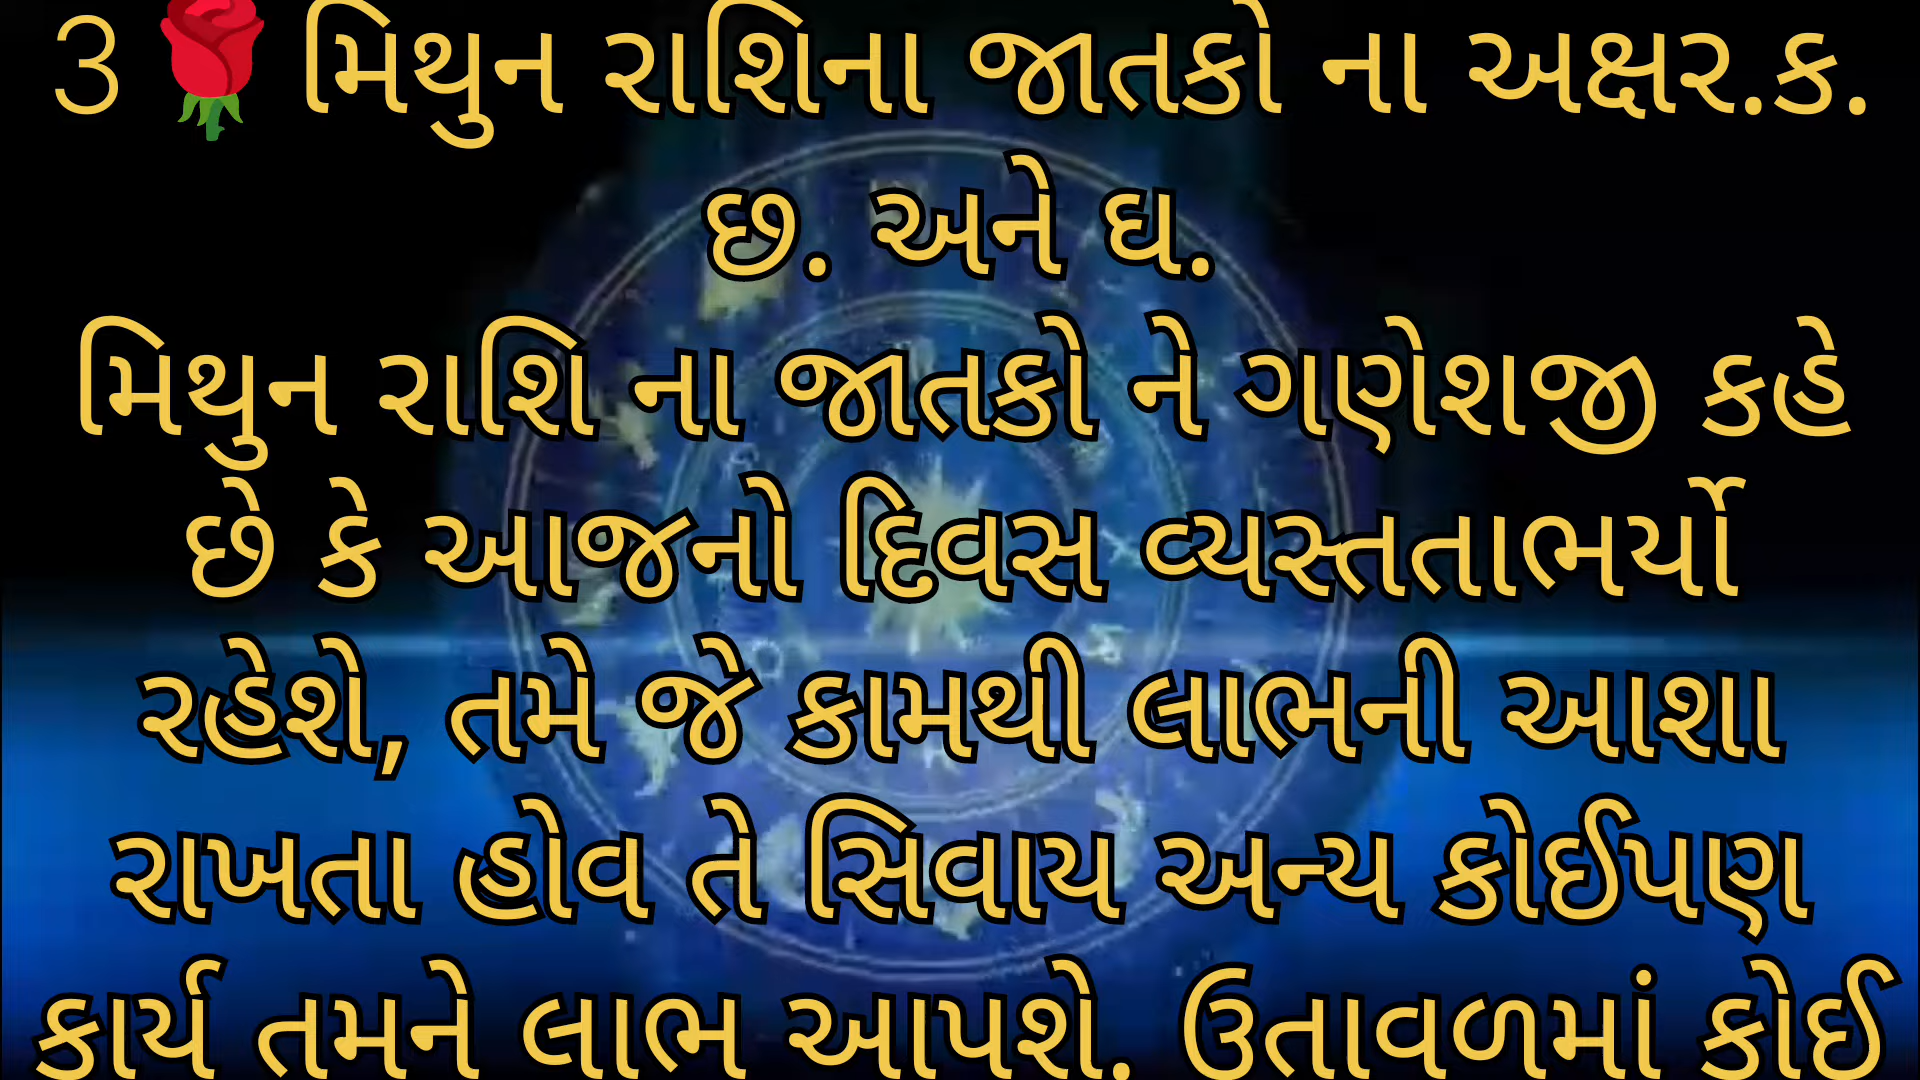 3🌹મિથુન રાશિના જાતકો ના અક્ષર.ક.
છ. અને ઘ.
મિથુન રાશિ ના જાતકો ને ગણેશજી કહે
છે કે આજનો દિવસ વ્યસ્તતાભર્યો
રહેશે, તમે જે કામથી લાભની આશા
રાખતા હોવ તે સિવાય અન્ય કોઈપણ
કાર્ય તમને લાભ આપશે. ઉતાવળમાં કોઈ